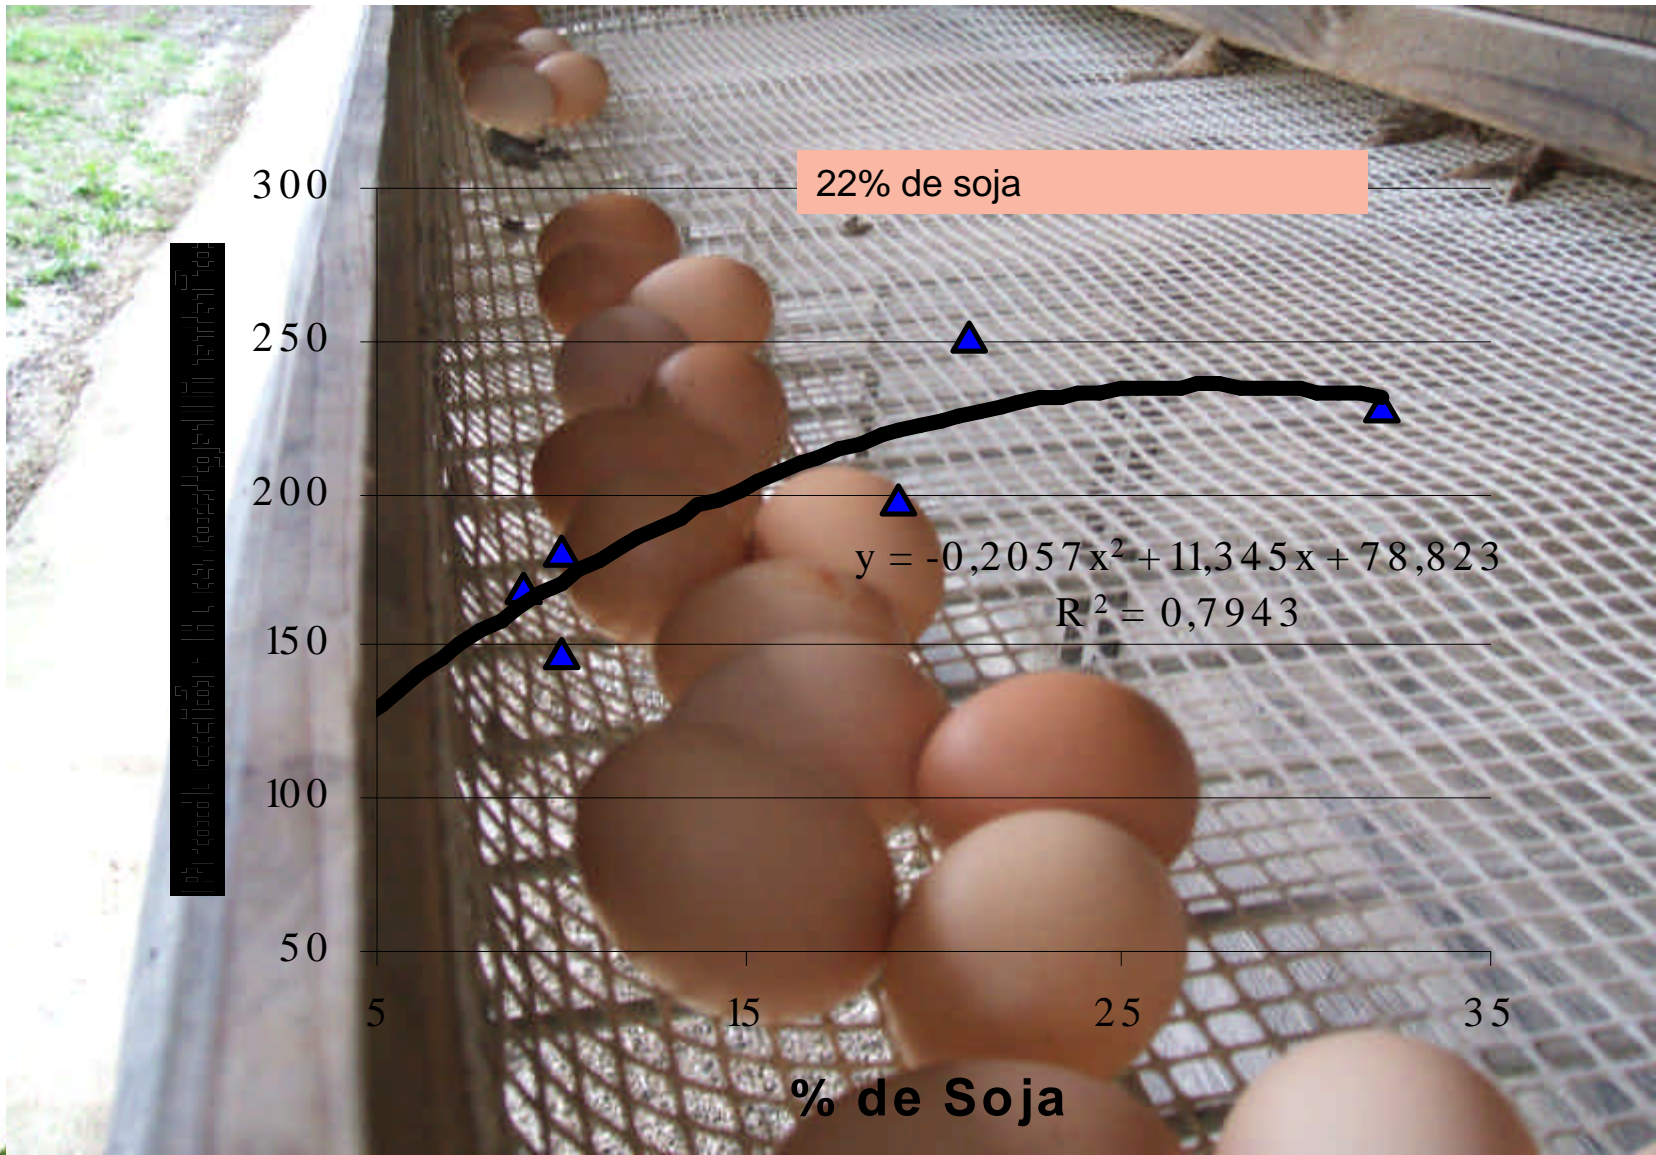 22% de soja
300
250
200
150
100
50
y = -0,2057x² + 11,345x + 78,823
R² = 0,7943
5 15 25 35
% de Soja